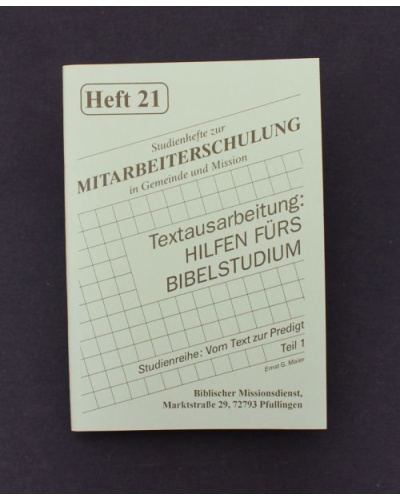 Heft 21
Studienhefte zur
MITARBEITERSCHULUNG
in Gemeinde und Mission
Textausarbeitung:
HILFEN FÜRS
BIBELSTUDIUM
Studienreihe: Vom Text zur Predigt
Teil 1
Ernst G. Maier
Biblischer Missionsdienst,
Marktstraße 29, 72793 Pfullingen